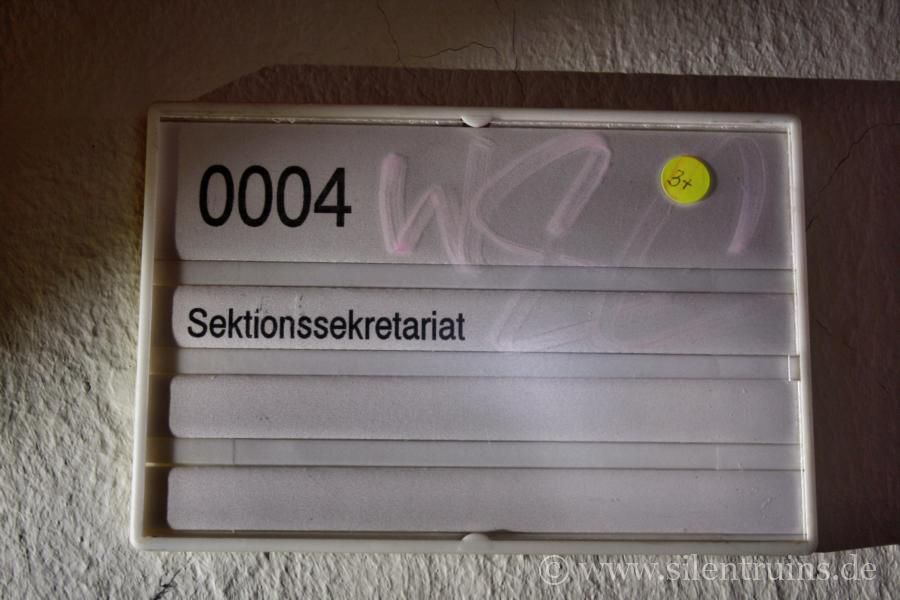 0004
3x
Sektionssekretariat
© www.silentruins.de